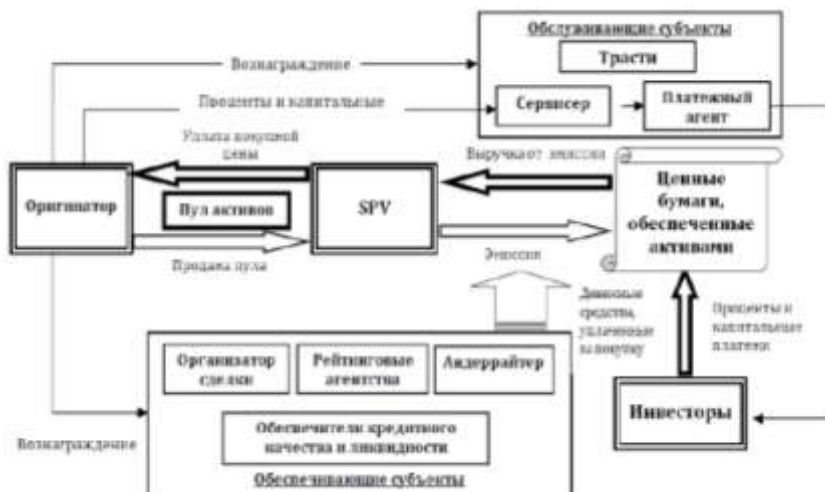 Обслуживающие субъекты
Трасти
Вознаграждение
Проценты и капитальные
Сервисер
Платежный
агент
Уплата покупной
цены
Выручка от эмиссии
Оригинатор
Пул активов
SPV
Ценные
бумаги,
обеспеченные
активами
Продажа пула
Эмиссия
Денежные
средства,
уплаченные
за покупку
Проценты и
капитальные
платежи
Организатор
сделки
Рейтинговые
агентства
Андеррайтер
Инвесторы
Вознаграждение
Обеспечители кредитного
качества и ликвидности
Обеспечивающие субъекты